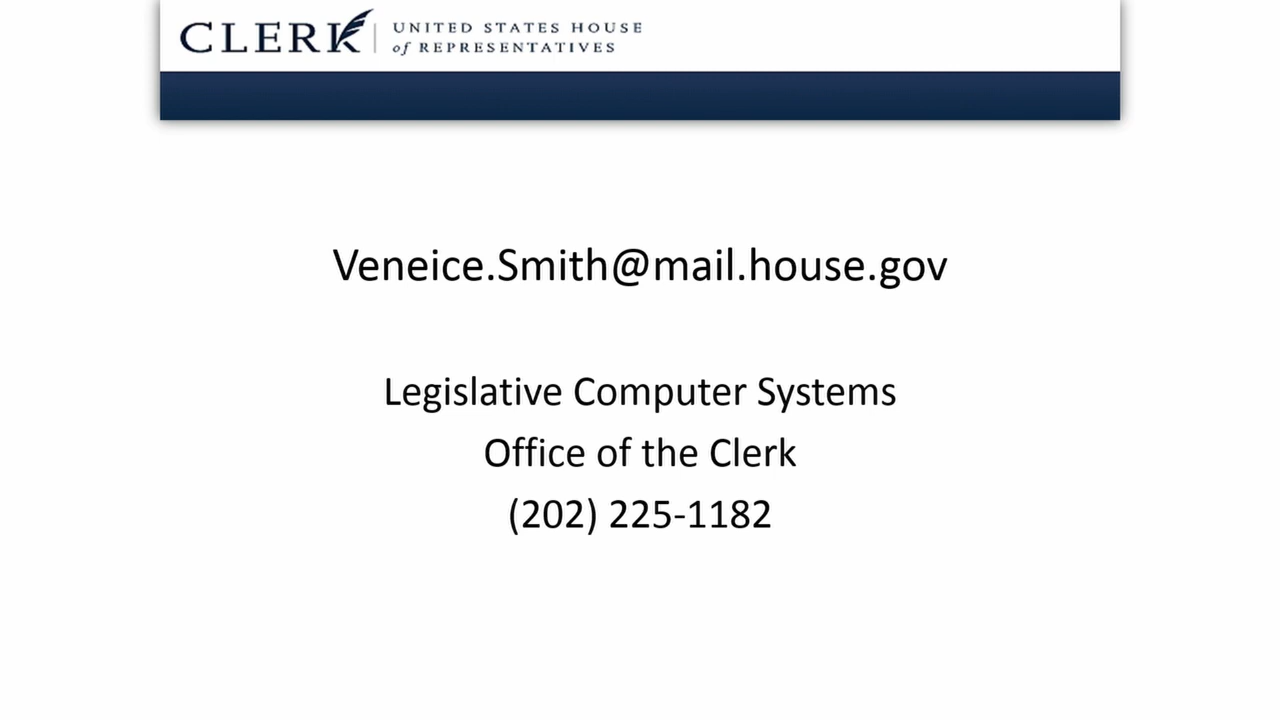 CLERK
UNITED STATES HOUSE
of REPRESENTATIVES
Veneice.Smith@mail.house.gov
Legislative Computer Systems
Office of the Clerk
(202) 225-1182